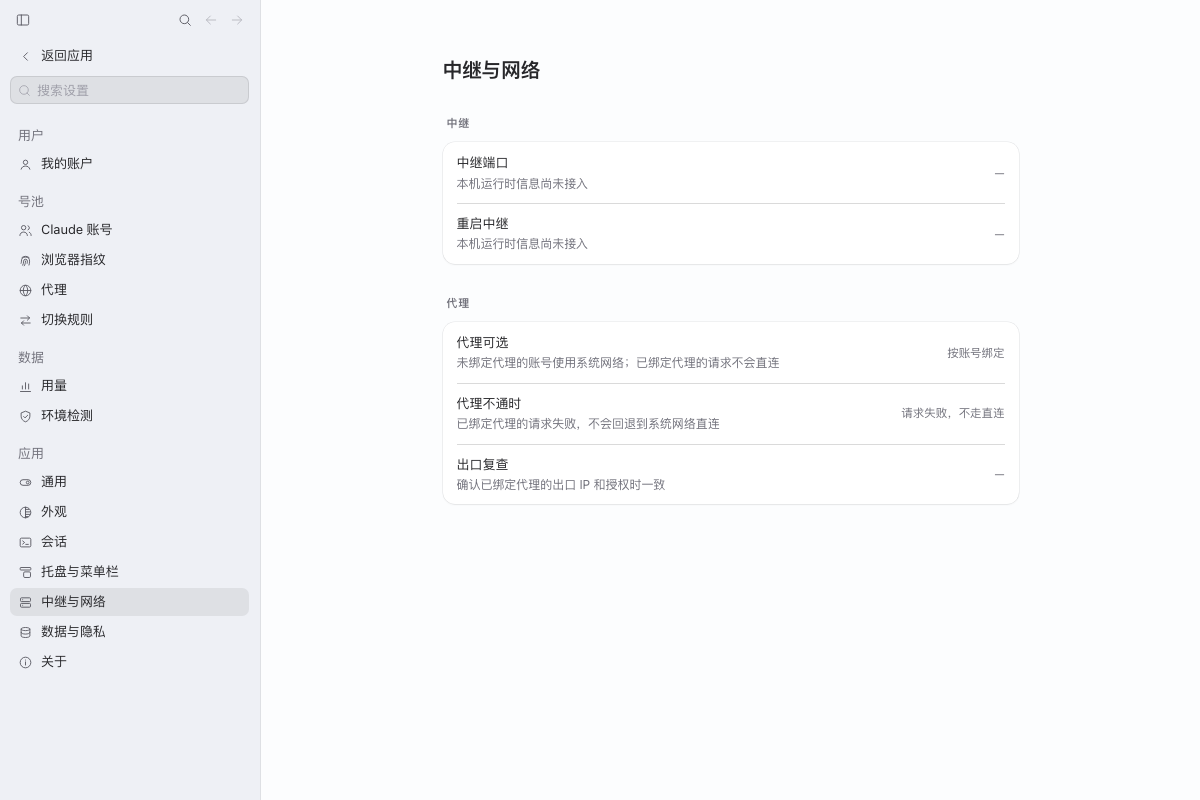 返回应用
搜索设置
用户
我的账户
号池
Claude 账号
浏览器指纹
代理
切换规则
数据
用量
环境检测
应用
通用
外观
会话
托盘与菜单栏
中继与网络
数据与隐私
关于
中继与网络
中继
中继端口
本机运行时信息尚未接入
—
重启中继
本机运行时信息尚未接入
—
代理
代理可选
未绑定代理的账号使用系统网络；已绑定代理的请求不会直连
按账号绑定
代理不通时
已绑定代理的请求失败，不会回退到系统网络直连
请求失败，不走直连
出口复查
确认已绑定代理的出口 IP 和授权时一致
—